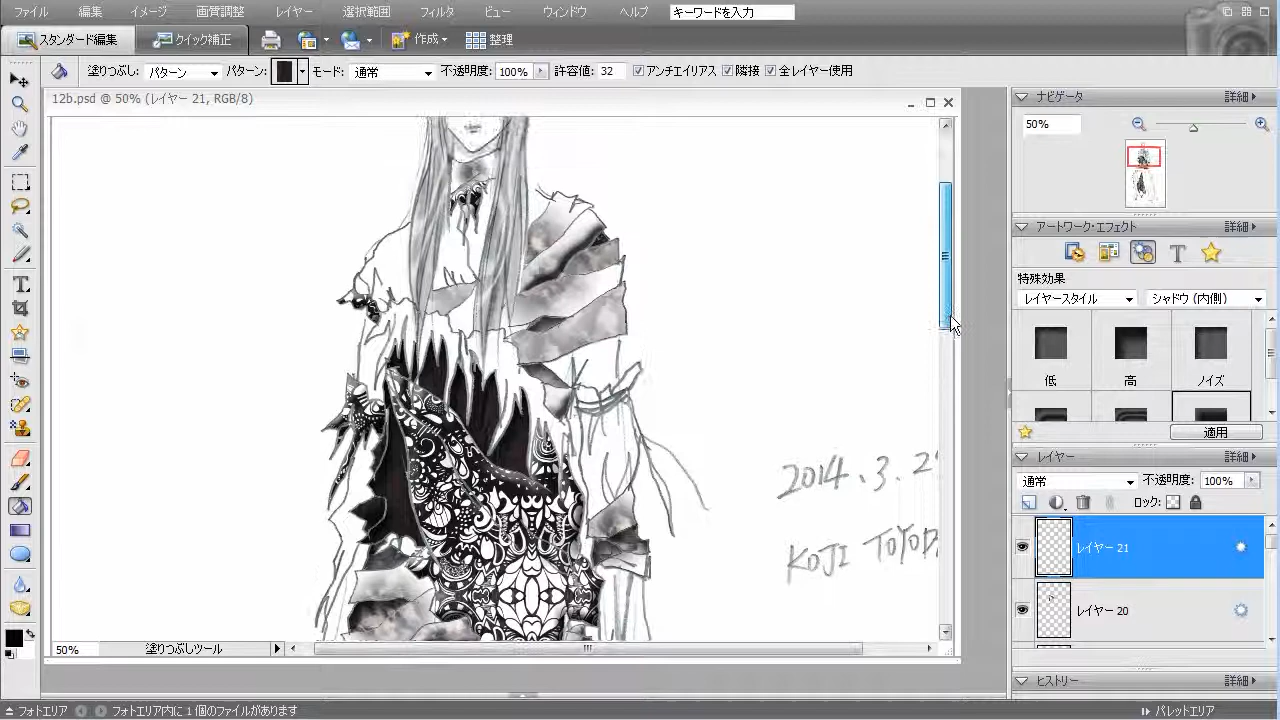 ファイル 編集 イメージ 画質調整 レイヤー 選択範囲 フィルタ ビュー ウィンドウ ヘルプ キーワードを入力
スタンダード編集 クイック補正 作成 整理
塗りつぶし: パターン パターン: モード: 通常 不透明度: 100% 許容値: 32 アンチエイリアス 隣接 全レイヤー使用
12b.psd @ 50% (レイヤー 21, RGB/8)
ナビゲータ 詳細
50%
アートワーク・エフェクト 詳細
特殊効果
レイヤースタイル シャドウ (内側)
低 高 ノイズ
適用
レイヤー 詳細
通常 不透明度: 100%
ロック:
レイヤー 21
レイヤー 20
2014.3.2
KOJI TOYOD
50% 塗りつぶしツール
ヒストリー 詳細
フォトエリア フォトエリア内に 1 個のファイルがあります パレットエリア